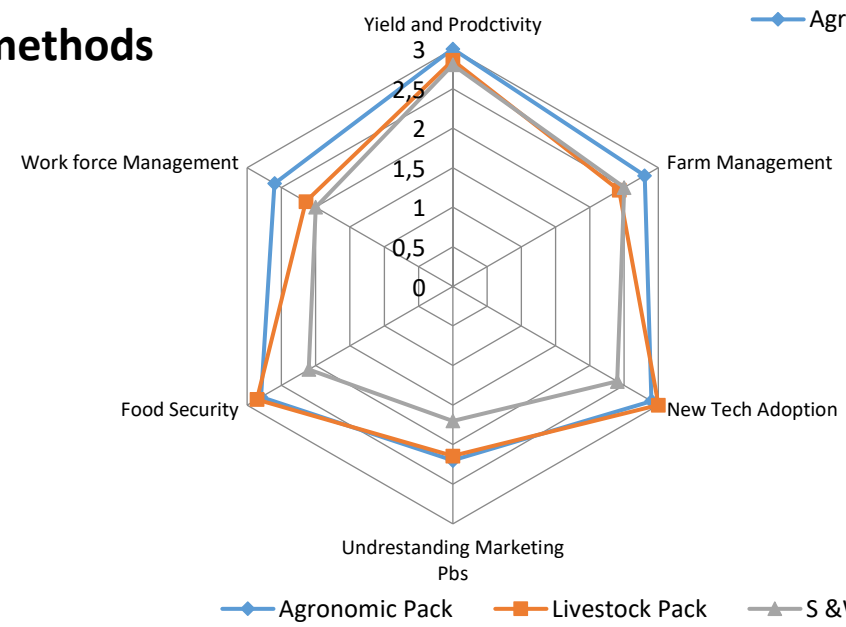 methods
Agr
Yield and Prodctivity
3
2,5
2
1,5
1
0,5
0
Work force Management
Farm Management
Food Security
New Tech Adoption
Undrestanding Marketing
Pbs
Agronomic Pack
Livestock Pack
S &